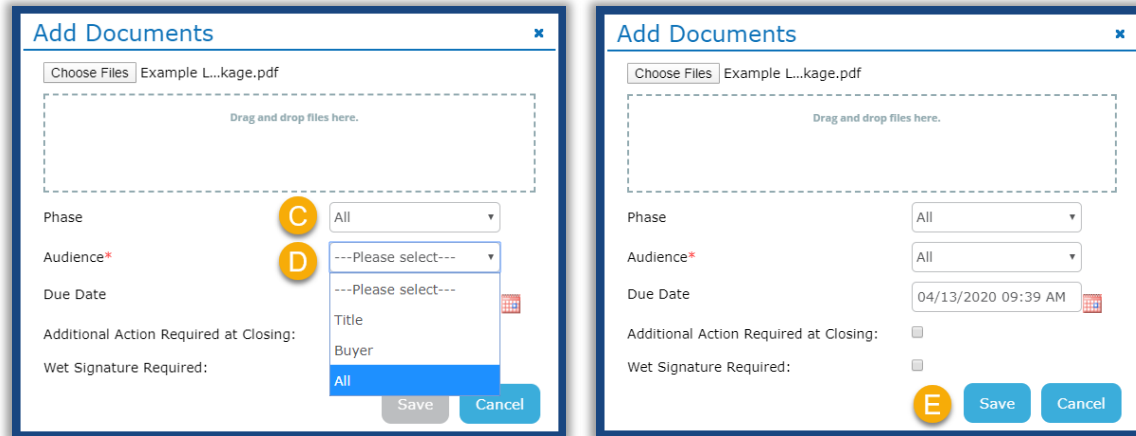 Add Documents ×
Choose Files Example L...kage.pdf
Drag and drop files here.
Phase C All
Audience* D ---Please select---
---Please select---
Due Date
Title
Additional Action Required at Closing:
Buyer
Wet Signature Required:
All
Save Cancel
Add Documents ×
Choose Files Example L...kage.pdf
Drag and drop files here.
Phase All
Audience* All
Due Date 04/13/2020 09:39 AM
Additional Action Required at Closing:
Wet Signature Required:
E Save Cancel